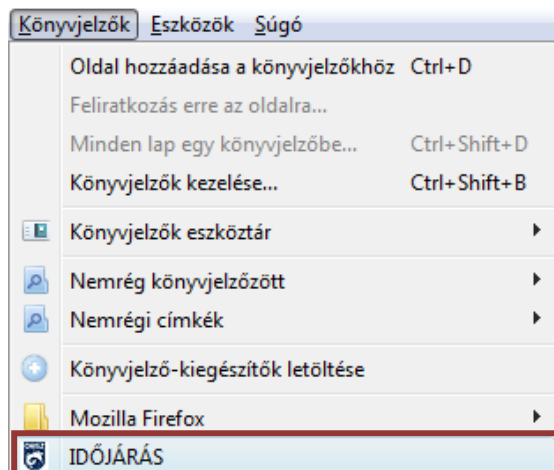 Könyvjelzők Eszközök Súgó
Oldal hozzáadása a könyvjelzőkhöz Ctrl+D
Feliratkozás erre az oldalra...
Minden lap egy könyvjelzőbe... Ctrl+Shift+D
Könyvjelzők kezelése... Ctrl+Shift+B
Könyvjelzők eszköztár
Nemrég könyvjelzőzött
Nemrégi címkék
Könyvjelző-kiegészítők letöltése
Mozilla Firefox
IDŐJÁRÁS